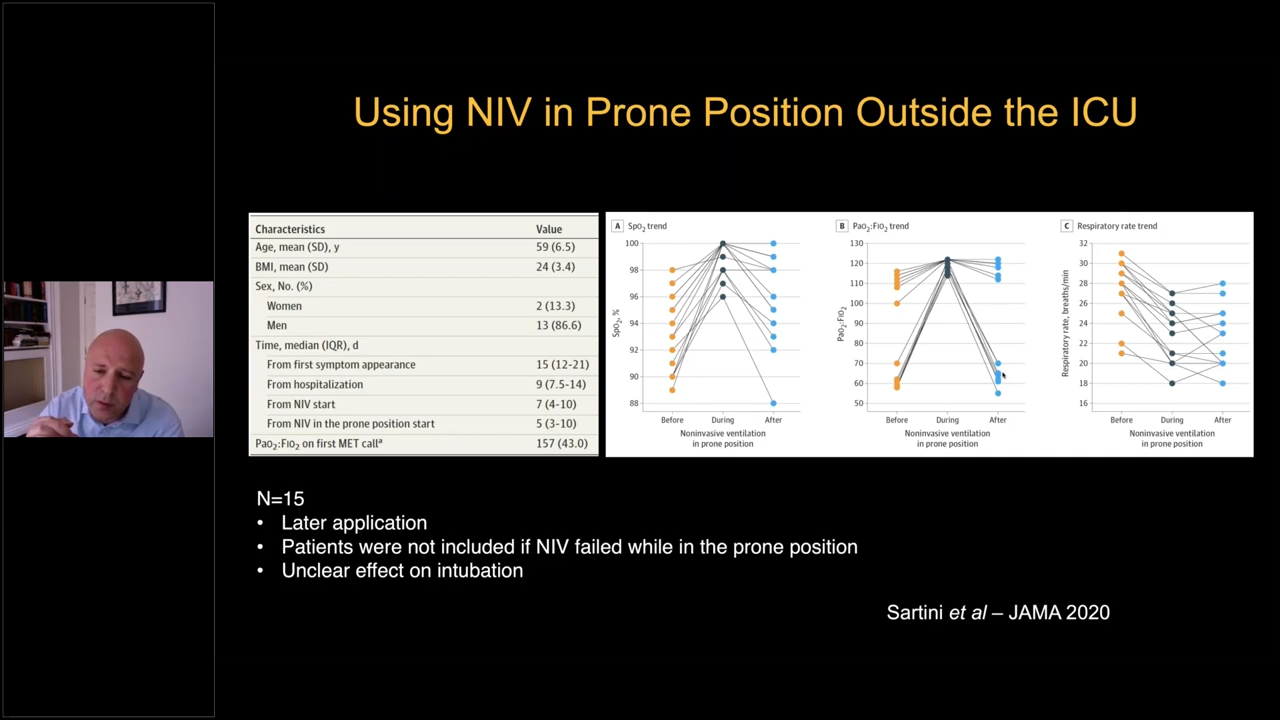 Using NIV in Prone Position Outside the ICU
Characteristics Value
Age, mean (SD), y 59 (6.5)
BMI, mean (SD) 24 (3.4)
Sex, No. (%)
Women 2 (13.3)
Men 13 (86.6)
Time, median (IQR), d
From first symptom appearance 15 (12-21)
From hospitalization 9 (7.5-14)
From NIV start 7 (4-10)
From NIV in the prone position start 5 (3-10)
PaO2:FIO2 on first MET callᵃ 157 (43.0)
A SpO2 trend
100
98
96
94
92
90
88
SpO2, %
Before During After
Noninvasive ventilation
in prone position
B PaO2:FIO2 trend
130
120
110
100
90
80
70
60
50
PaO2:FIO2
Before During After
Noninvasive ventilation
in prone position
C Respiratory rate trend
32
30
28
26
24
22
20
18
16
Respiratory rate, breaths/min
Before During After
Noninvasive ventilation
in prone position
N=15
• Later application
• Patients were not included if NIV failed while in the prone position
• Unclear effect on intubation
Sartini et al – JAMA 2020